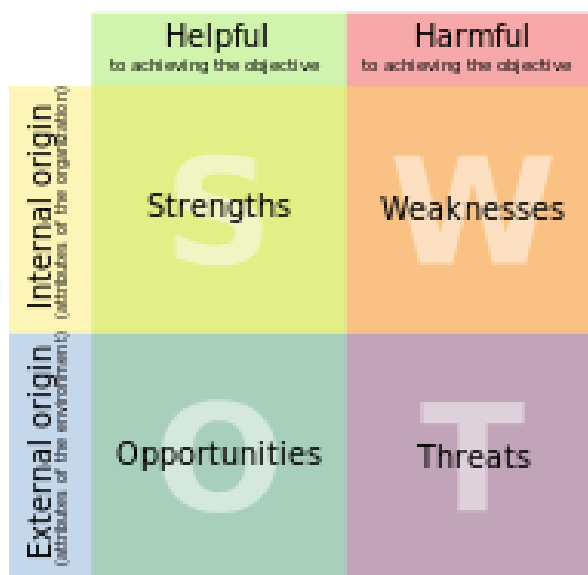 Helpful
to achieving the objective
Harmful
to achieving the objective
Internal origin
(attributes of the organization)
S
Strengths
W
Weaknesses
External origin
(attributes of the environment)
O
Opportunities
T
Threats